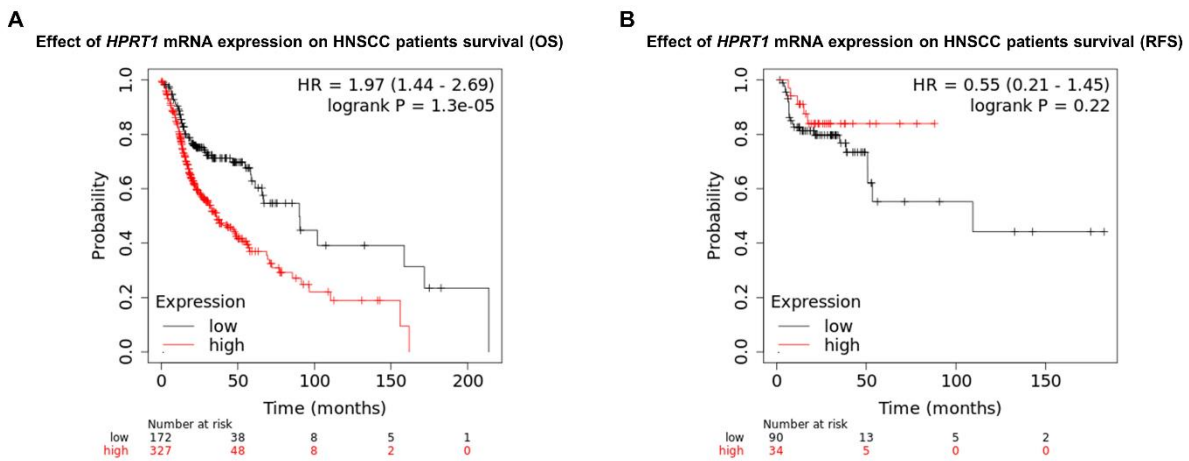 A
Effect of HPRT1 mRNA expression on HNSCC patients survival (OS)
HR = 1.97 (1.44 - 2.69)
logrank P = 1.3e-05
Probability
1.0
0.8
0.6
0.4
0.2
0.0
Expression
low
high
0 50 100 150 200
Time (months)
Number at risk
low 172 38 8 5 1
high 327 48 8 2 0
B
Effect of HPRT1 mRNA expression on HNSCC patients survival (RFS)
HR = 0.55 (0.21 - 1.45)
logrank P = 0.22
Probability
1.0
0.8
0.6
0.4
0.2
0.0
Expression
low
high
0 50 100 150
Time (months)
Number at risk
low 90 13 5 2
high 34 5 0 0